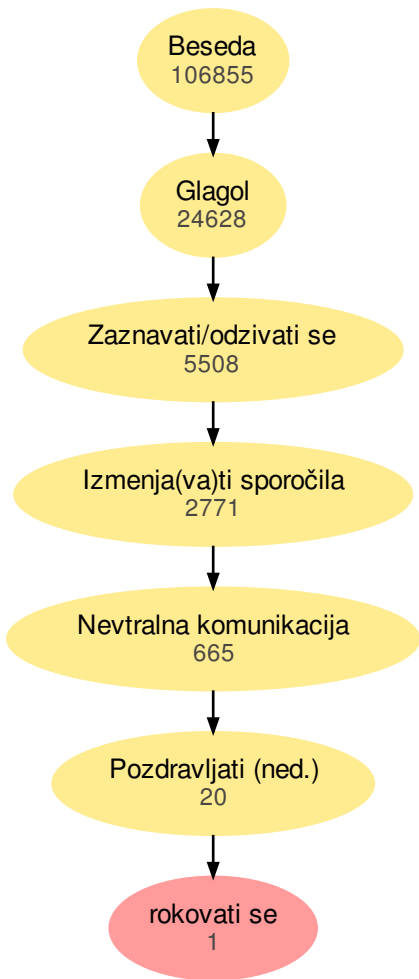 Beseda
106855
Glagol
24628
Zaznavati/odzivati se
5508
Izmenja(va)ti sporočila
2771
Nevtralna komunikacija
665
Pozdravljati (ned.)
20
rokovati se
1